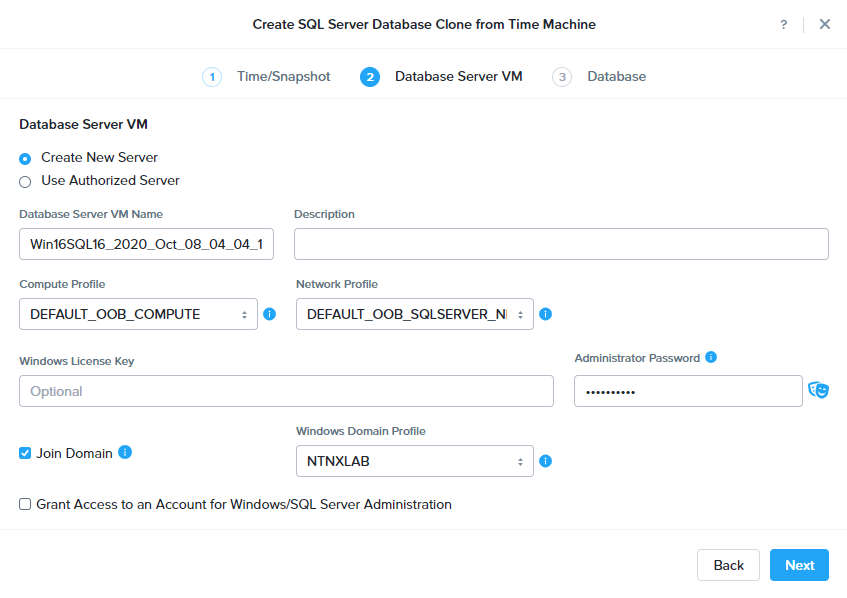 Create SQL Server Database Clone from Time Machine ?
1 Time/Snapshot 2 Database Server VM 3 Database
Database Server VM
Create New Server
Use Authorized Server
Database Server VM Name Description
Win16SQL16_2020_Oct_08_04_04_1
Compute Profile Network Profile
DEFAULT_OOB_COMPUTE i DEFAULT_OOB_SQLSERVER_N i
Windows License Key Administrator Password i
Optional ••••••••••
Windows Domain Profile
Join Domain i NTNXLAB i
Grant Access to an Account for Windows/SQL Server Administration
Back Next